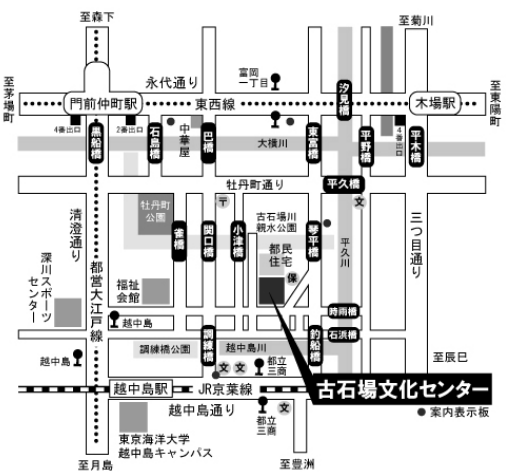 至森下
至菊川
永代通り
富岡
一丁目
汐見橋
至茅場町
門前仲町駅
東西線
木場駅
至東陽町
4番出口
2番出口
黒船橋
石島橋
中華屋
巴橋
大横川
東富橋
平野橋
4番出口
平木橋
牡丹町通り
平久橋
牡丹町
公園
〒
文
清澄通り
雀橋
関口橋
小津橋
古石場川
親水公園
琴平橋
平久川
三つ目通り
都民
住宅
保
深川スポーツ
センター
都営大江戸線
福祉
会館
時雨橋
越中島
調練橋
釣船橋
石浜橋
調練橋公園
越中島川
越中島
文
文
都立
三商
至辰巳
越中島駅
JR京葉線
古石場文化センター
越中島通り
都立
三商
文
●案内表示板
東京海洋大学
越中島キャンパス
至月島
至豊洲